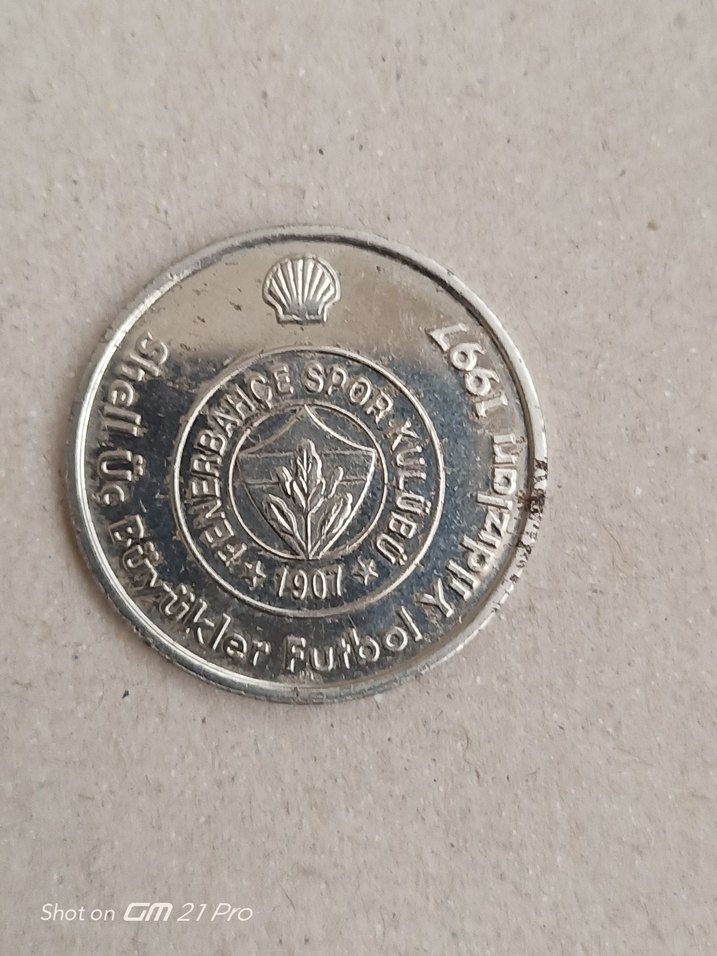 Shell Üç Büyükler Futbol Yıldızları 1997
FENERBAHÇE SPOR KULÜBÜ
1907
Shot on GM 21 Pro